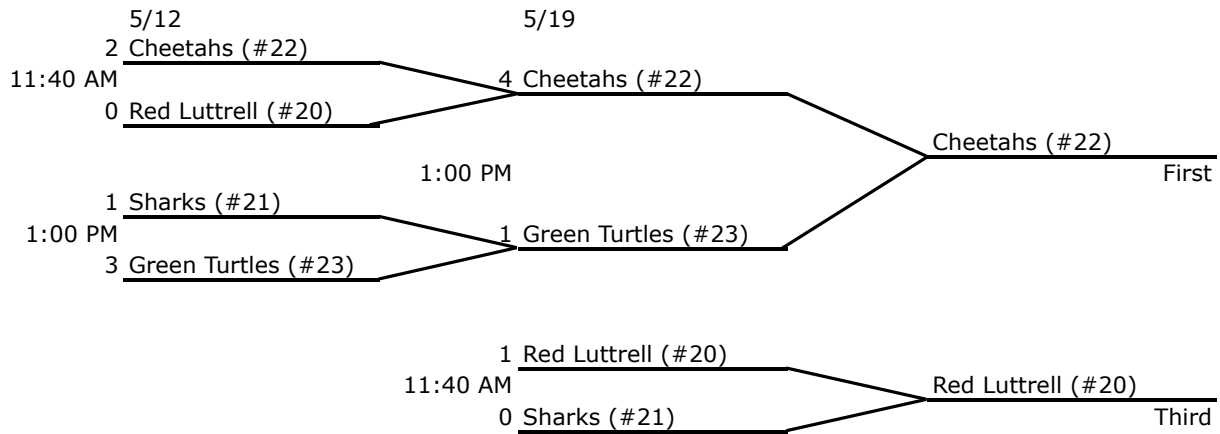 5/12 5/19
2 Cheetahs (#22)
11:40 AM 4 Cheetahs (#22)
0 Red Luttrell (#20)
Cheetahs (#22)
1:00 PM First
1 Sharks (#21)
1:00 PM 1 Green Turtles (#23)
3 Green Turtles (#23)
1 Red Luttrell (#20)
11:40 AM Red Luttrell (#20)
0 Sharks (#21) Third